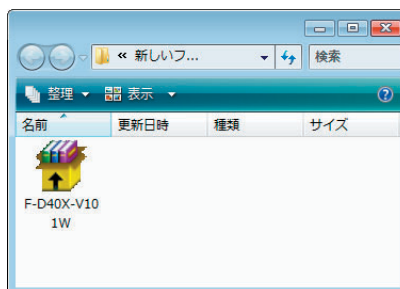 « 新しいフ...
検索
整理
表示
名前
更新日時
種類
サイズ
F-D40X-V10
1W